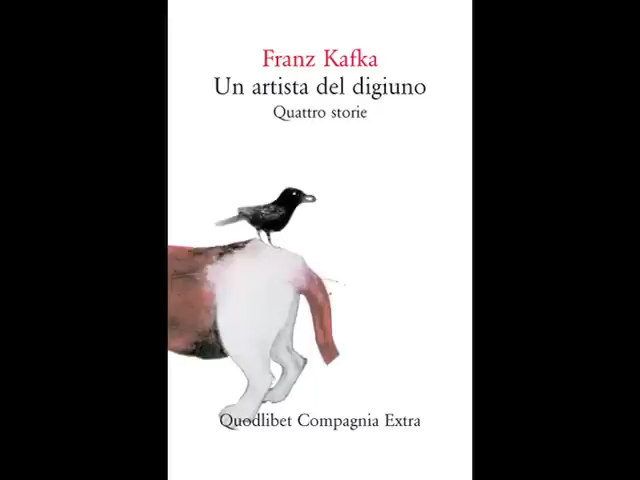 Franz Kafka
Un artista del digiuno
Quattro storie
Quodlibet Compagnia Extra